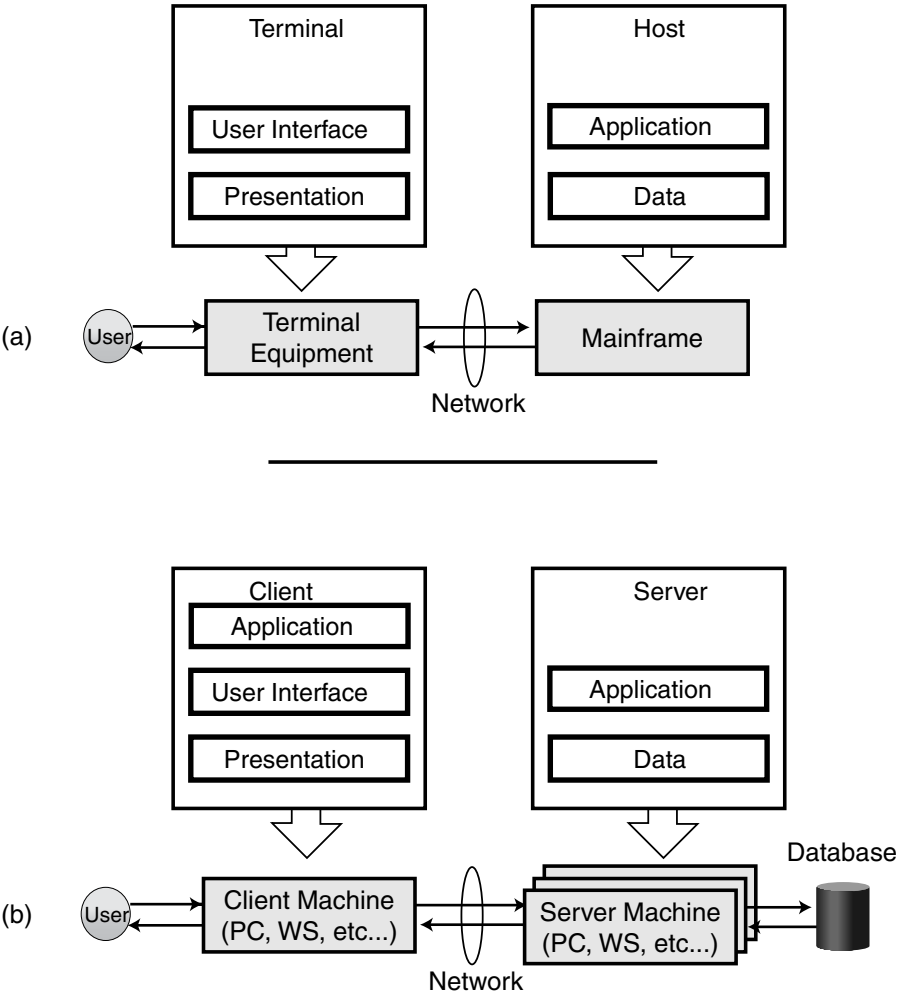 Terminal
Host
User Interface
Application
Presentation
Data
(a)
User
Terminal
Equipment
Mainframe
Network
Client
Server
Application
User Interface
Application
Presentation
Data
Database
(b)
User
Client Machine
(PC, WS, etc...)
Server Machine
(PC, WS, etc...)
Network